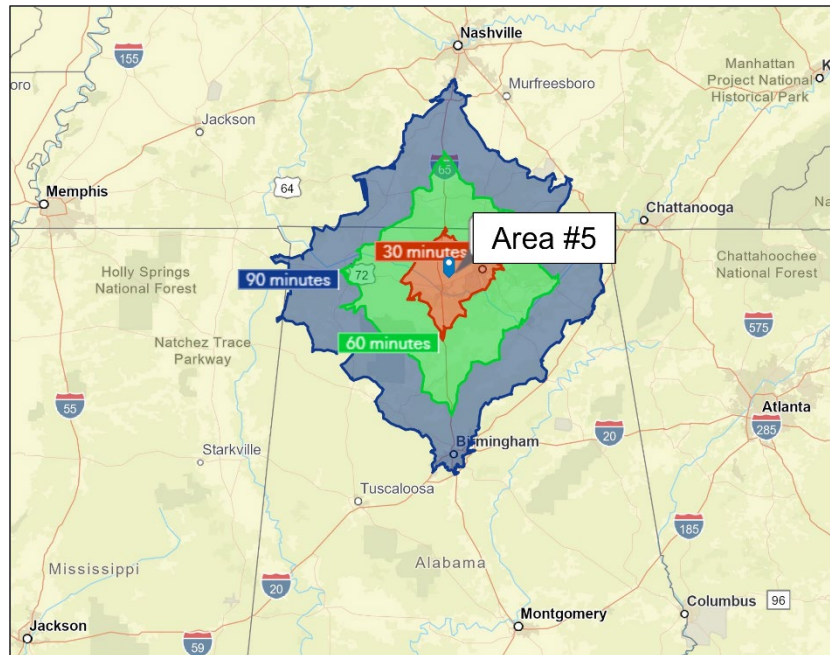 Nashville
155
oro
Murfreesboro
Manhattan
Project National
Historical Park
K
Jackson
65
64
Memphis
Chattanooga
Na
Area #5
30 minutes
72
90 minutes
Holly Springs
National Forest
Chattahoochee
National Forest
60 minutes
575
Natchez Trace
Parkway
55
Atlanta
285
20
Birmingham
Starkville
Tuscaloosa
185
Alabama
Mississippi
20
Columbus
96
Montgomery
Jackson
59